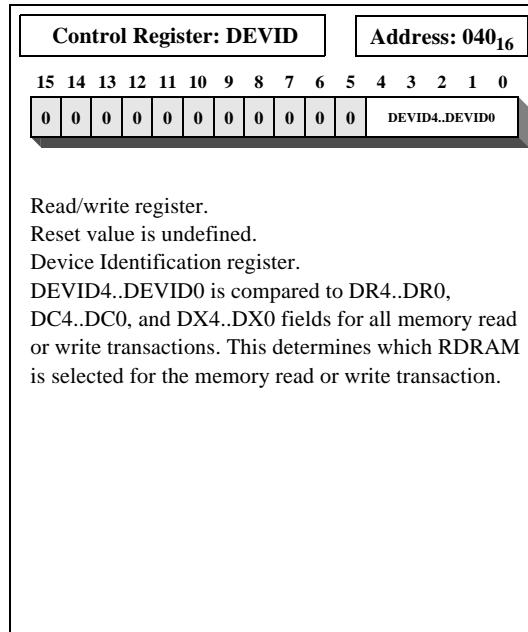 Control Register: DEVID
Address: 040₁₆
15 14 13 12 11 10 9 8 7 6 5 4 3 2 1 0
0 0 0 0 0 0 0 0 0 0 0 DEVID4..DEVID0
Read/write register.
Reset value is undefined.
Device Identification register.
DEVID4..DEVID0 is compared to DR4..DR0,
DC4..DC0, and DX4..DX0 fields for all memory read
or write transactions. This determines which RDRAM
is selected for the memory read or write transaction.